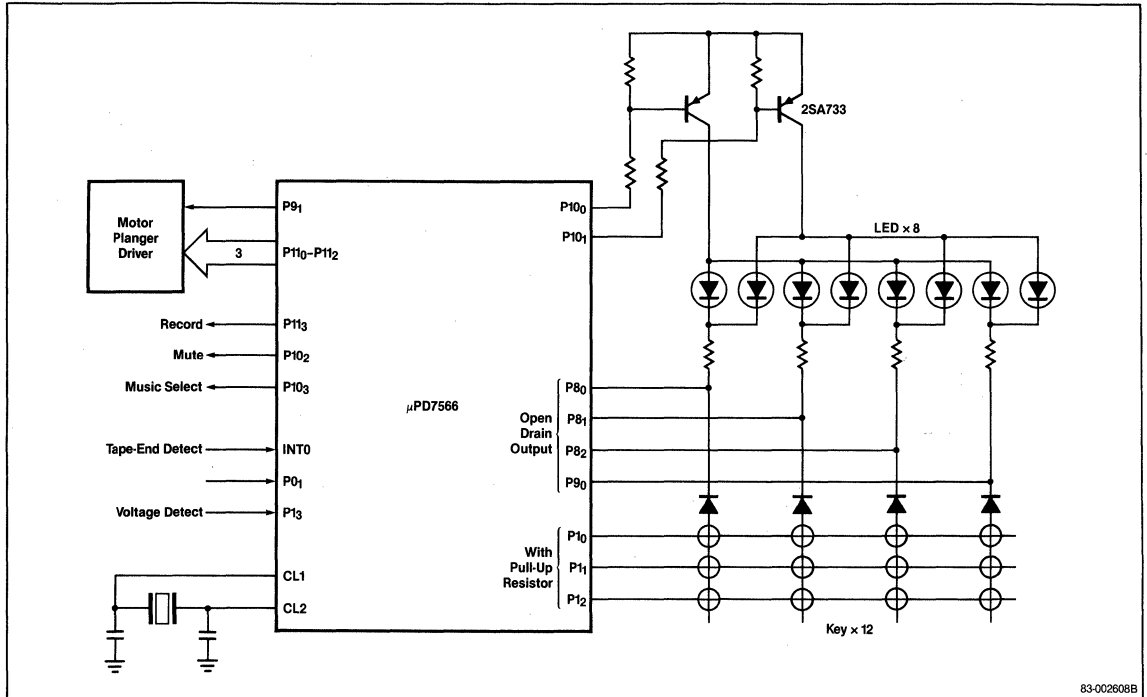 2SA733
Motor
Planger
Driver
P9₁
3
P11₀–P11₂
Record
P11₃
Mute
P10₂
Music Select
P10₃
Tape-End Detect
INT0
P0₁
Voltage Detect
P1₃
CL1
CL2
μPD7566
P10₀
P10₁
LED × 8
Open
Drain
Output
P8₀
P8₁
P8₂
P9₀
With
Pull-Up
Resistor
P1₀
P1₁
P1₂
Key × 12
83-002608B